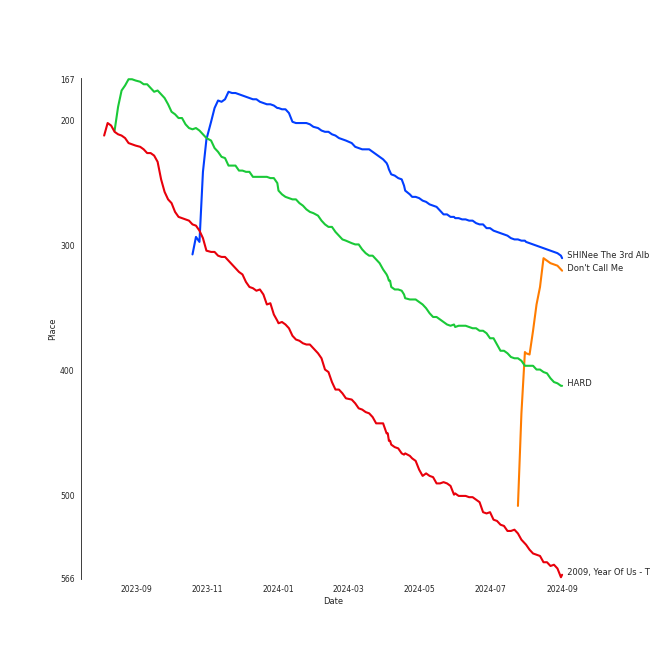 167
200
300
400
500
566
Place
2023-09
2023-11
2024-01
2024-03
2024-05
2024-07
2024-09
Date
SHINee The 3rd Alb
Don't Call Me
HARD
2009, Year Of Us - T